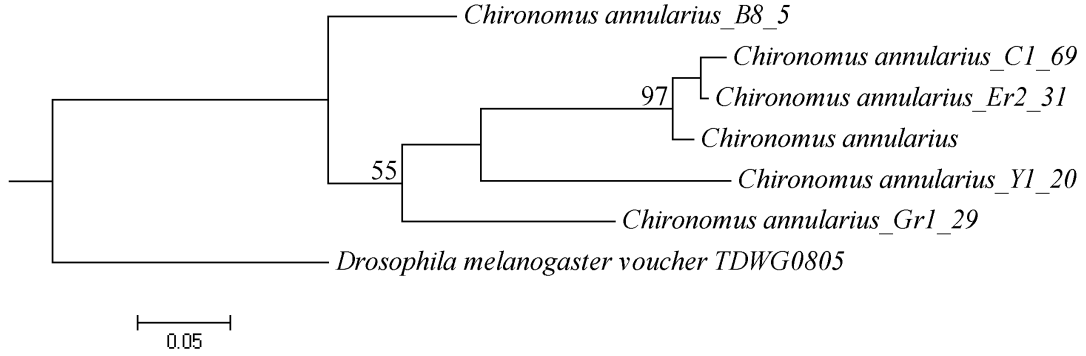 Chironomus annularius_B8_5
Chironomus annularius_C1_69
97
Chironomus annularius_Er2_31
Chironomus annularius
55
Chironomus annularius_Y1_20
Chironomus annularius_Gr1_29
Drosophila melanogaster voucher TDWG0805
0.05